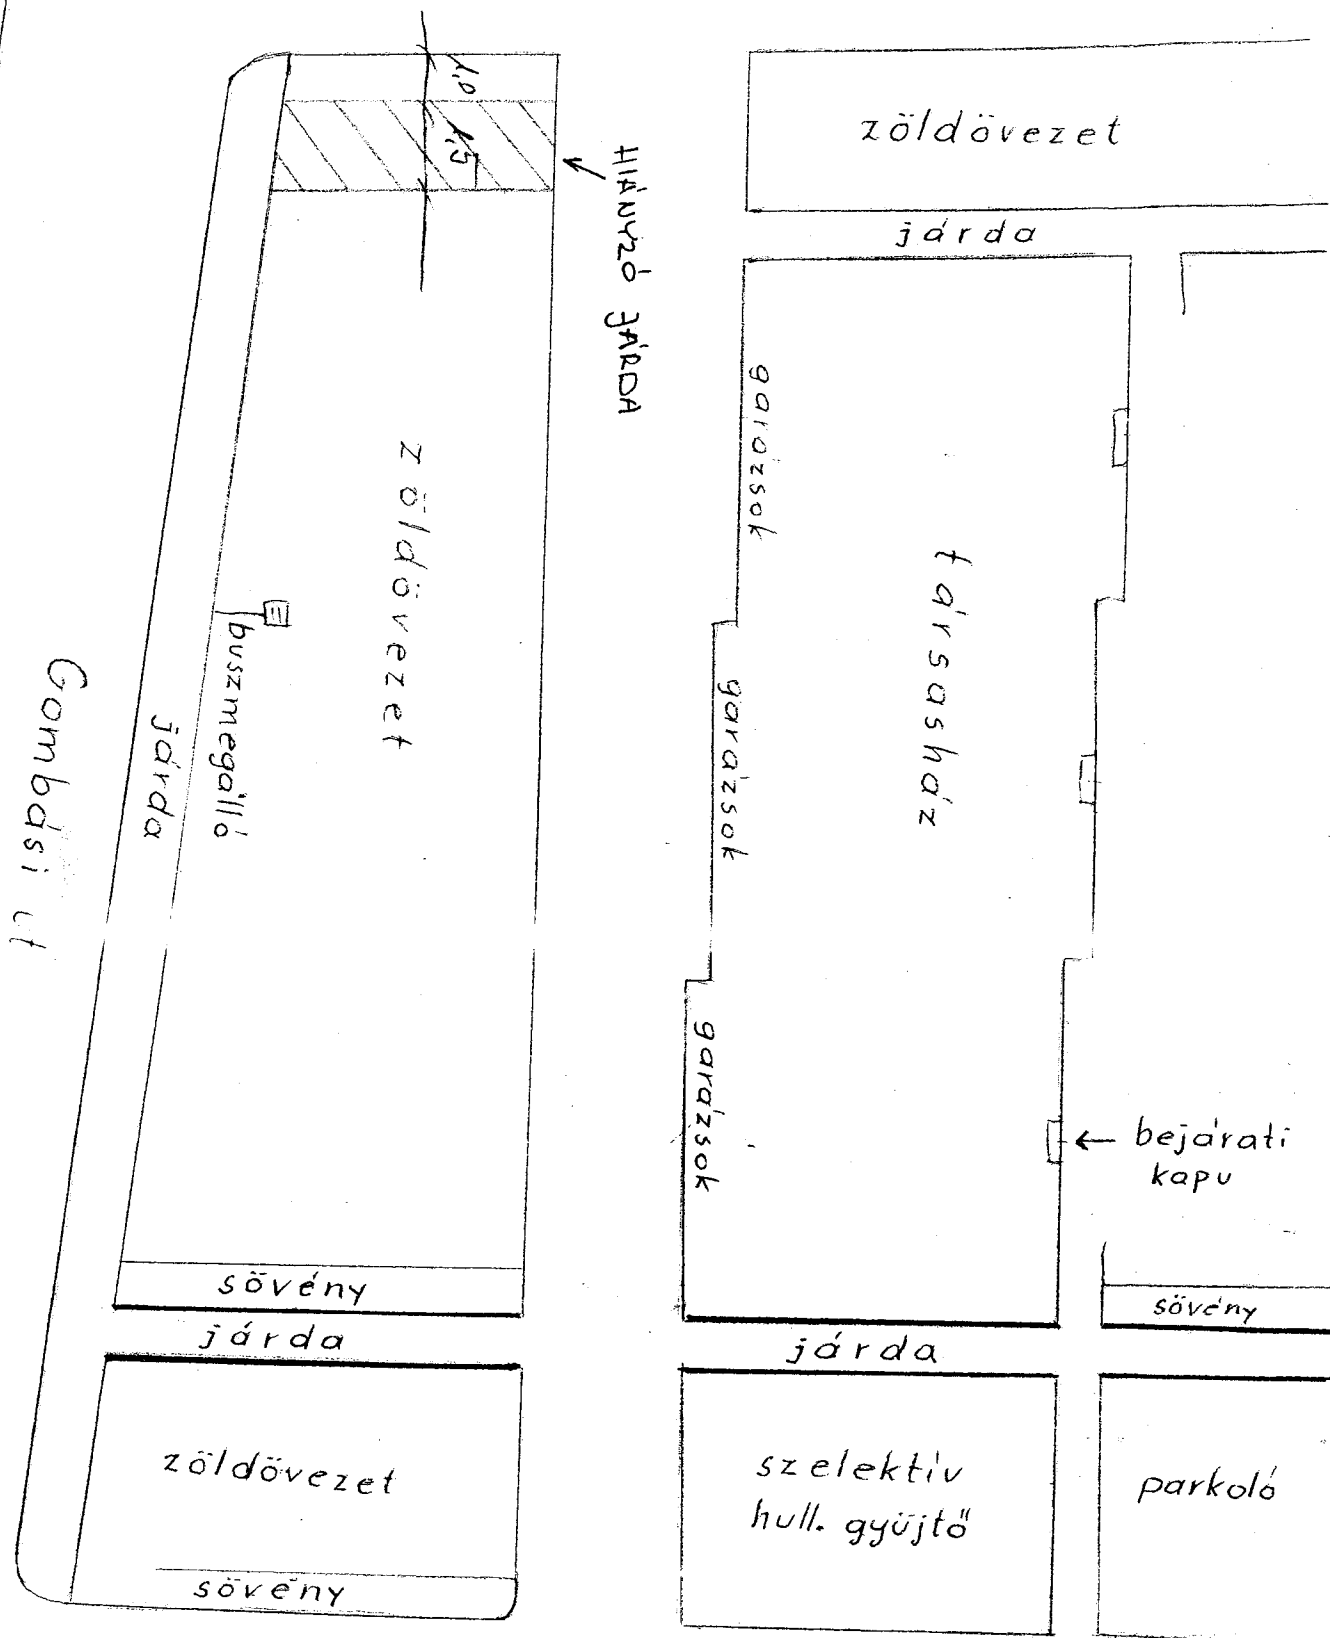 1,0
1,5
HIÁNYZÓ JÁRDA
zöldövezet
járda
garázsok
garázsok
garázsok
társasház
zöldövezet
buszmegálló
járda
Gombási út
bejárati
kapu
sövény
sövény
járda
járda
zöldövezet
sövény
szelektív
hull. gyűjtő
parkoló